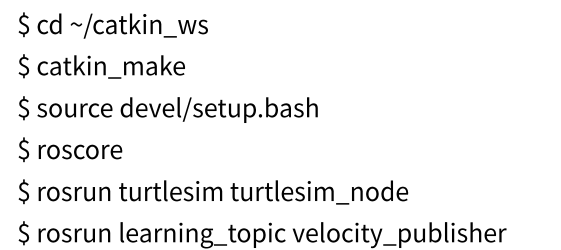 $ cd ~/catkin_ws
$ catkin_make
$ source devel/setup.bash
$ roscore
$ rosrun turtlesim turtlesim_node
$ rosrun learning_topic velocity_publisher